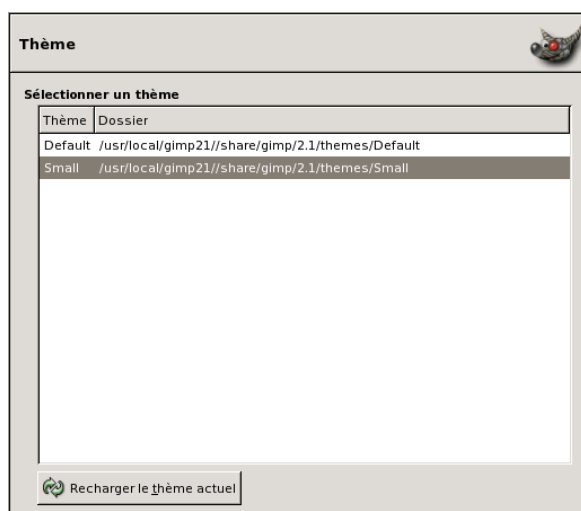 Thème
Sélectionner un thème
Thème Dossier
Default /usr/local/gimp21//share/gimp/2.1/themes/Default
Small /usr/local/gimp21//share/gimp/2.1/themes/Small
Recharger le thème actuel